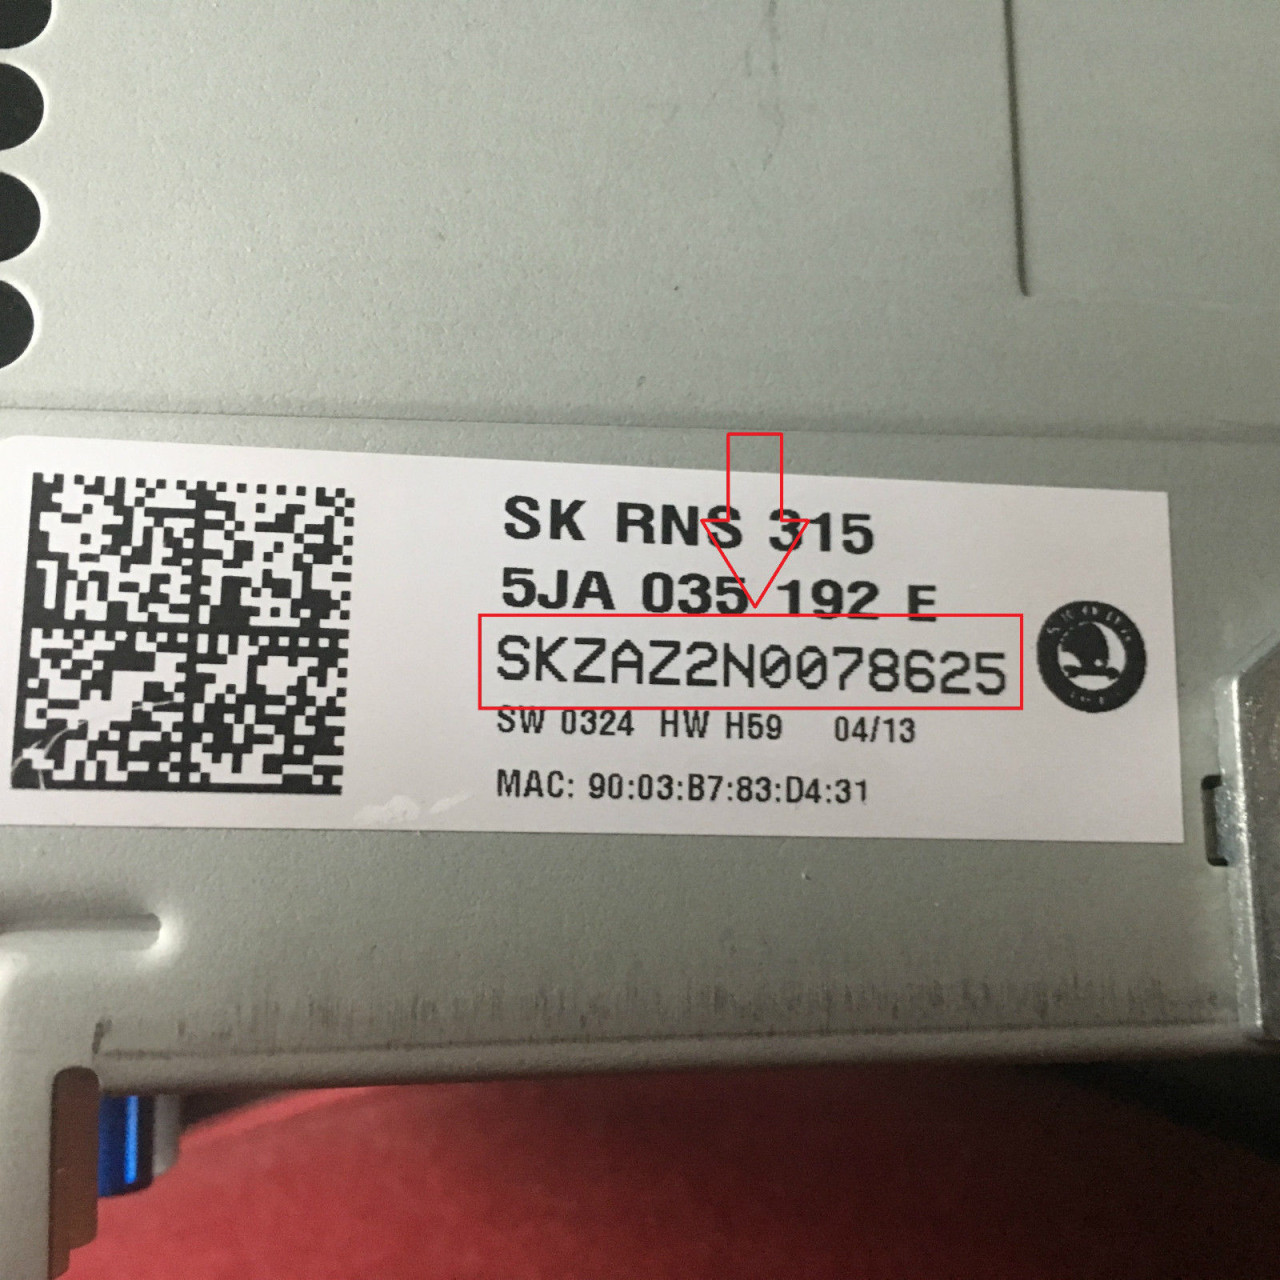 SK RNS 315
5JA 035 192 E
SKZAZ2N0078625
SW 0324 HW H59 04/13
MAC: 90:03:B7:83:D4:31